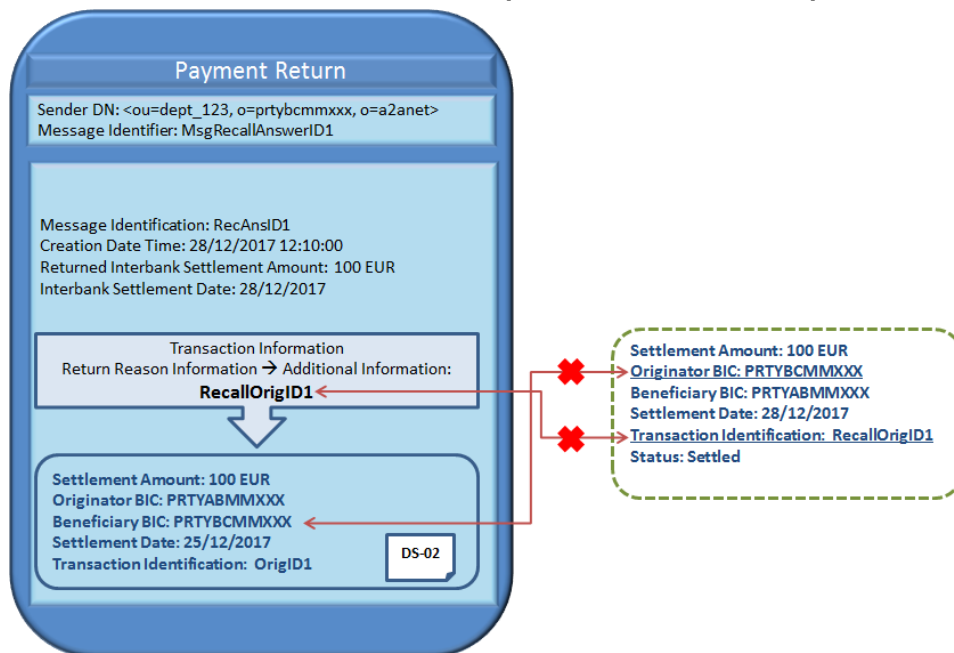 Payment Return
Sender DN: <ou=dept_123, o=prtybcmmxxx, o=a2anet>
Message Identifier: MsgRecallAnswerID1
Message Identification: RecAnsID1
Creation Date Time: 28/12/2017 12:10:00
Returned Interbank Settlement Amount: 100 EUR
Interbank Settlement Date: 28/12/2017
Transaction Information
Return Reason Information → Additional Information:
RecallOrigID1
Settlement Amount: 100 EUR
Originator BIC: PRTYABMMXXX
Beneficiary BIC: PRTYBCMMXXX
Settlement Date: 25/12/2017
Transaction Identification: OrigID1
DS-02
Settlement Amount: 100 EUR
Originator BIC: PRTYBCMMXXX
Beneficiary BIC: PRTYABMMXXX
Settlement Date: 28/12/2017
Transaction Identification: RecallOrigID1
Status: Settled